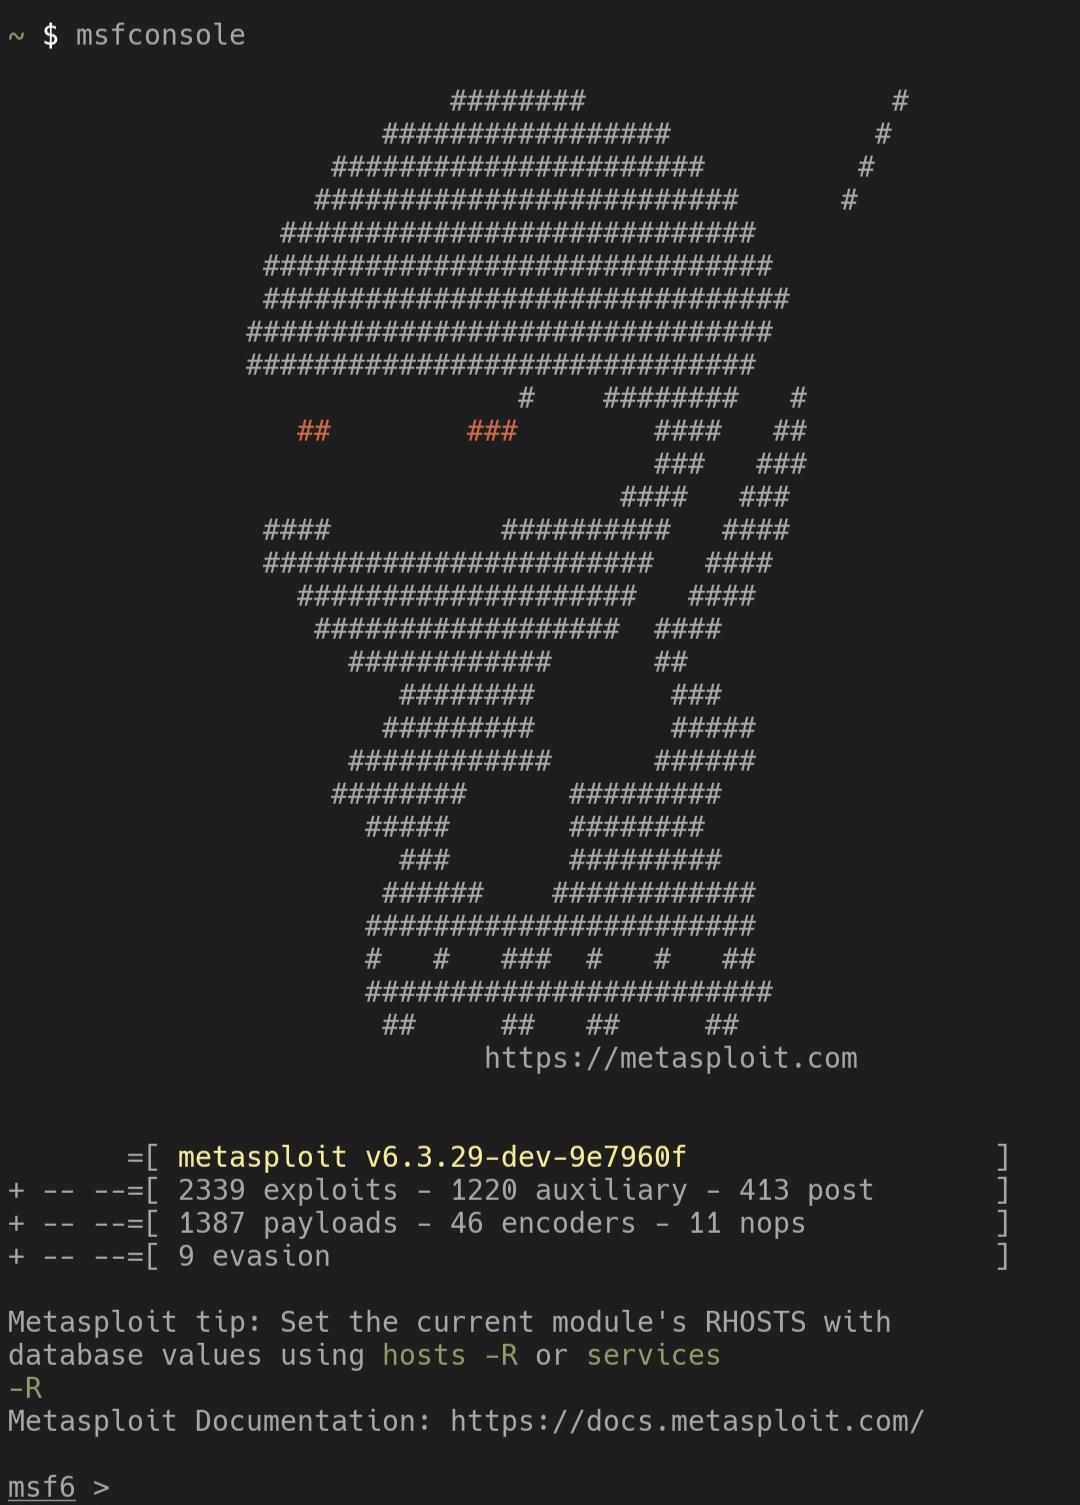 ~ $ msfconsole
https://metasploit.com
=[ metasploit v6.3.29-dev-9e7960f ]
+ -- --=[ 2339 exploits - 1220 auxiliary - 413 post ]
+ -- --=[ 1387 payloads - 46 encoders - 11 nops ]
+ -- --=[ 9 evasion ]
Metasploit tip: Set the current module's RHOSTS with
database values using hosts -R or services
-R
Metasploit Documentation: https://docs.metasploit.com/
msf6 >